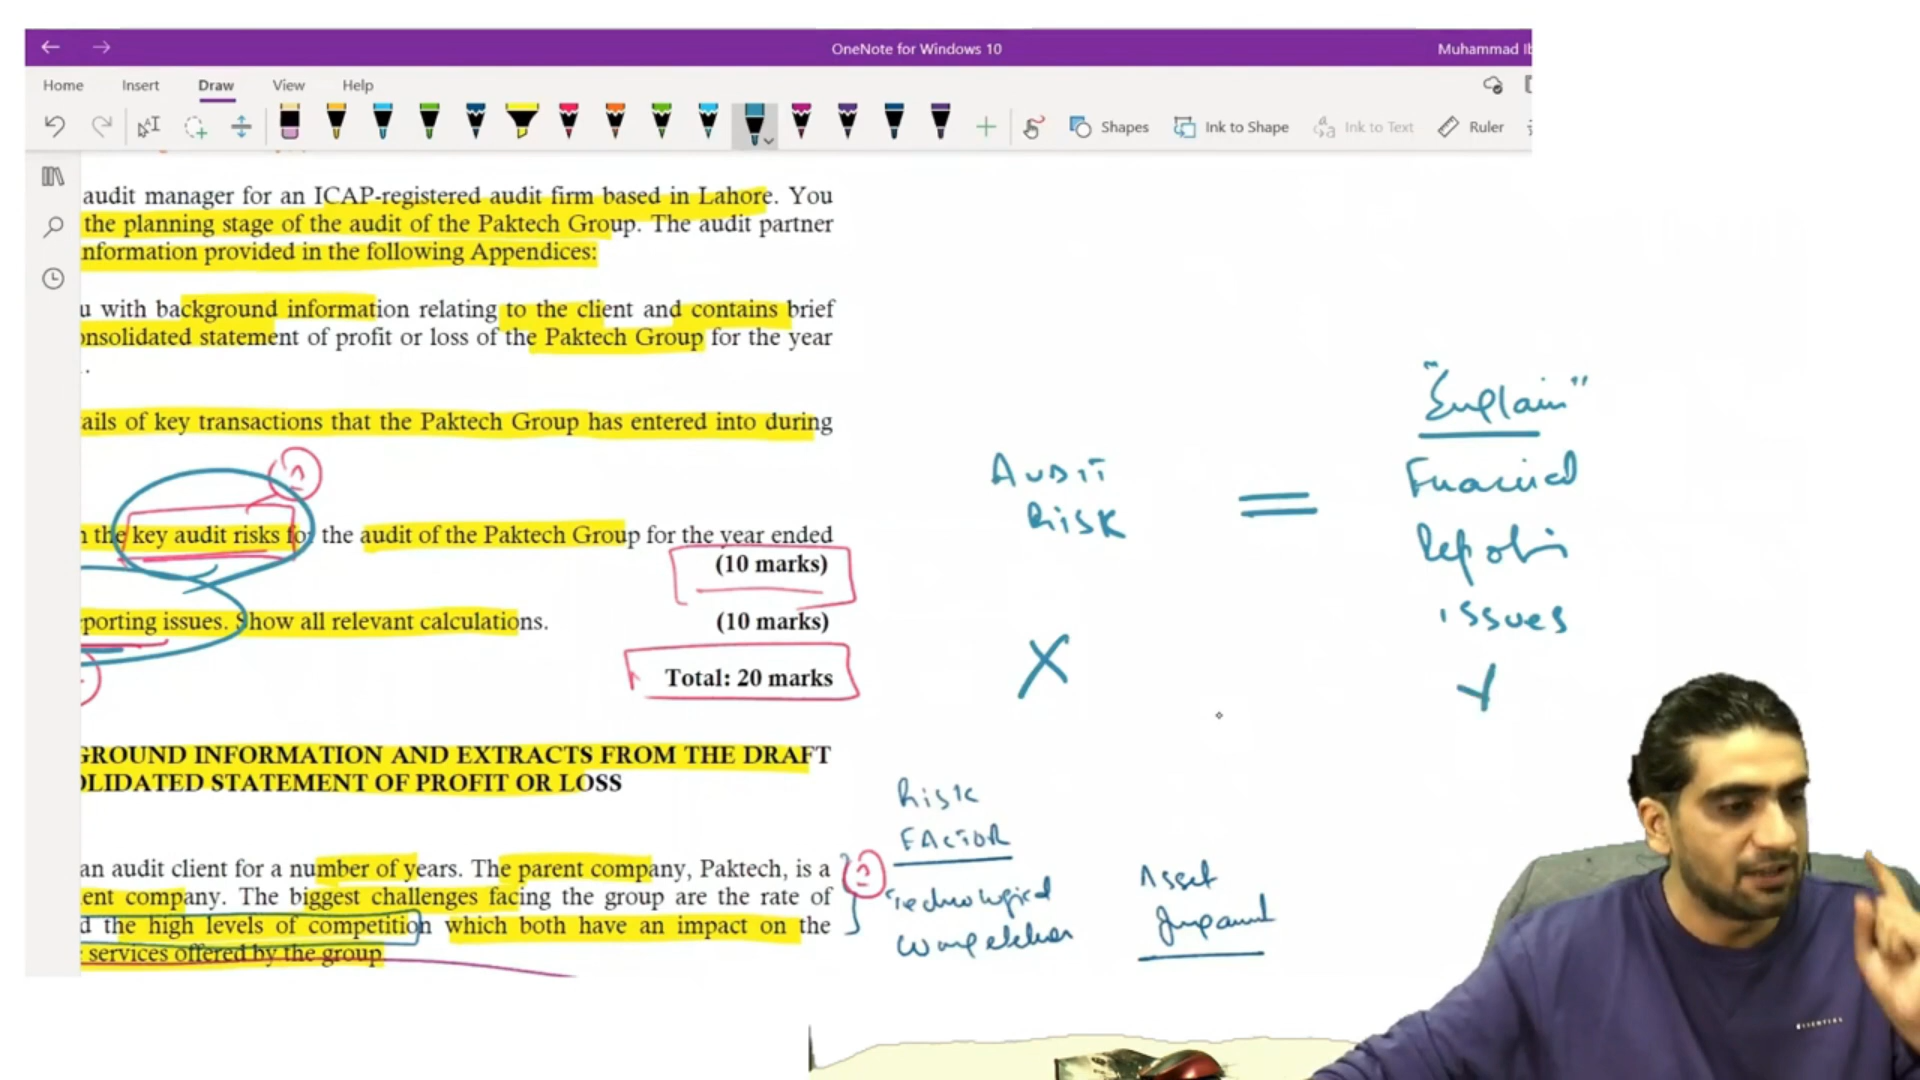 OneNote for Windows 10
Muhammad Ib
Home Insert Draw View Help
Shapes Ink to Shape Ink to Text Ruler
audit manager for an ICAP-registered audit firm based in Lahore. You
the planning stage of the audit of the Paktech Group. The audit partner
nformation provided in the following Appendices:
u with background information relating to the client and contains brief
onsolidated statement of profit or loss of the Paktech Group for the year
.
ails of key transactions that the Paktech Group has entered into during
the key audit risks for the audit of the Paktech Group for the year ended
(10 marks)
porting issues. Show all relevant calculations.
(10 marks)
Total: 20 marks
GROUND INFORMATION AND EXTRACTS FROM THE DRAFT
LIDATED STATEMENT OF PROFIT OR LOSS
an audit client for a number of years. The parent company, Paktech, is a
ent company. The biggest challenges facing the group are the rate of
d the high levels of competition which both have an impact on the
services offered by the group
AUDIT
RISK
=
"Explain"
Financial
Reporting
issues
X
RISK
FACTOR
Technological
Competition
Asset
Impairment